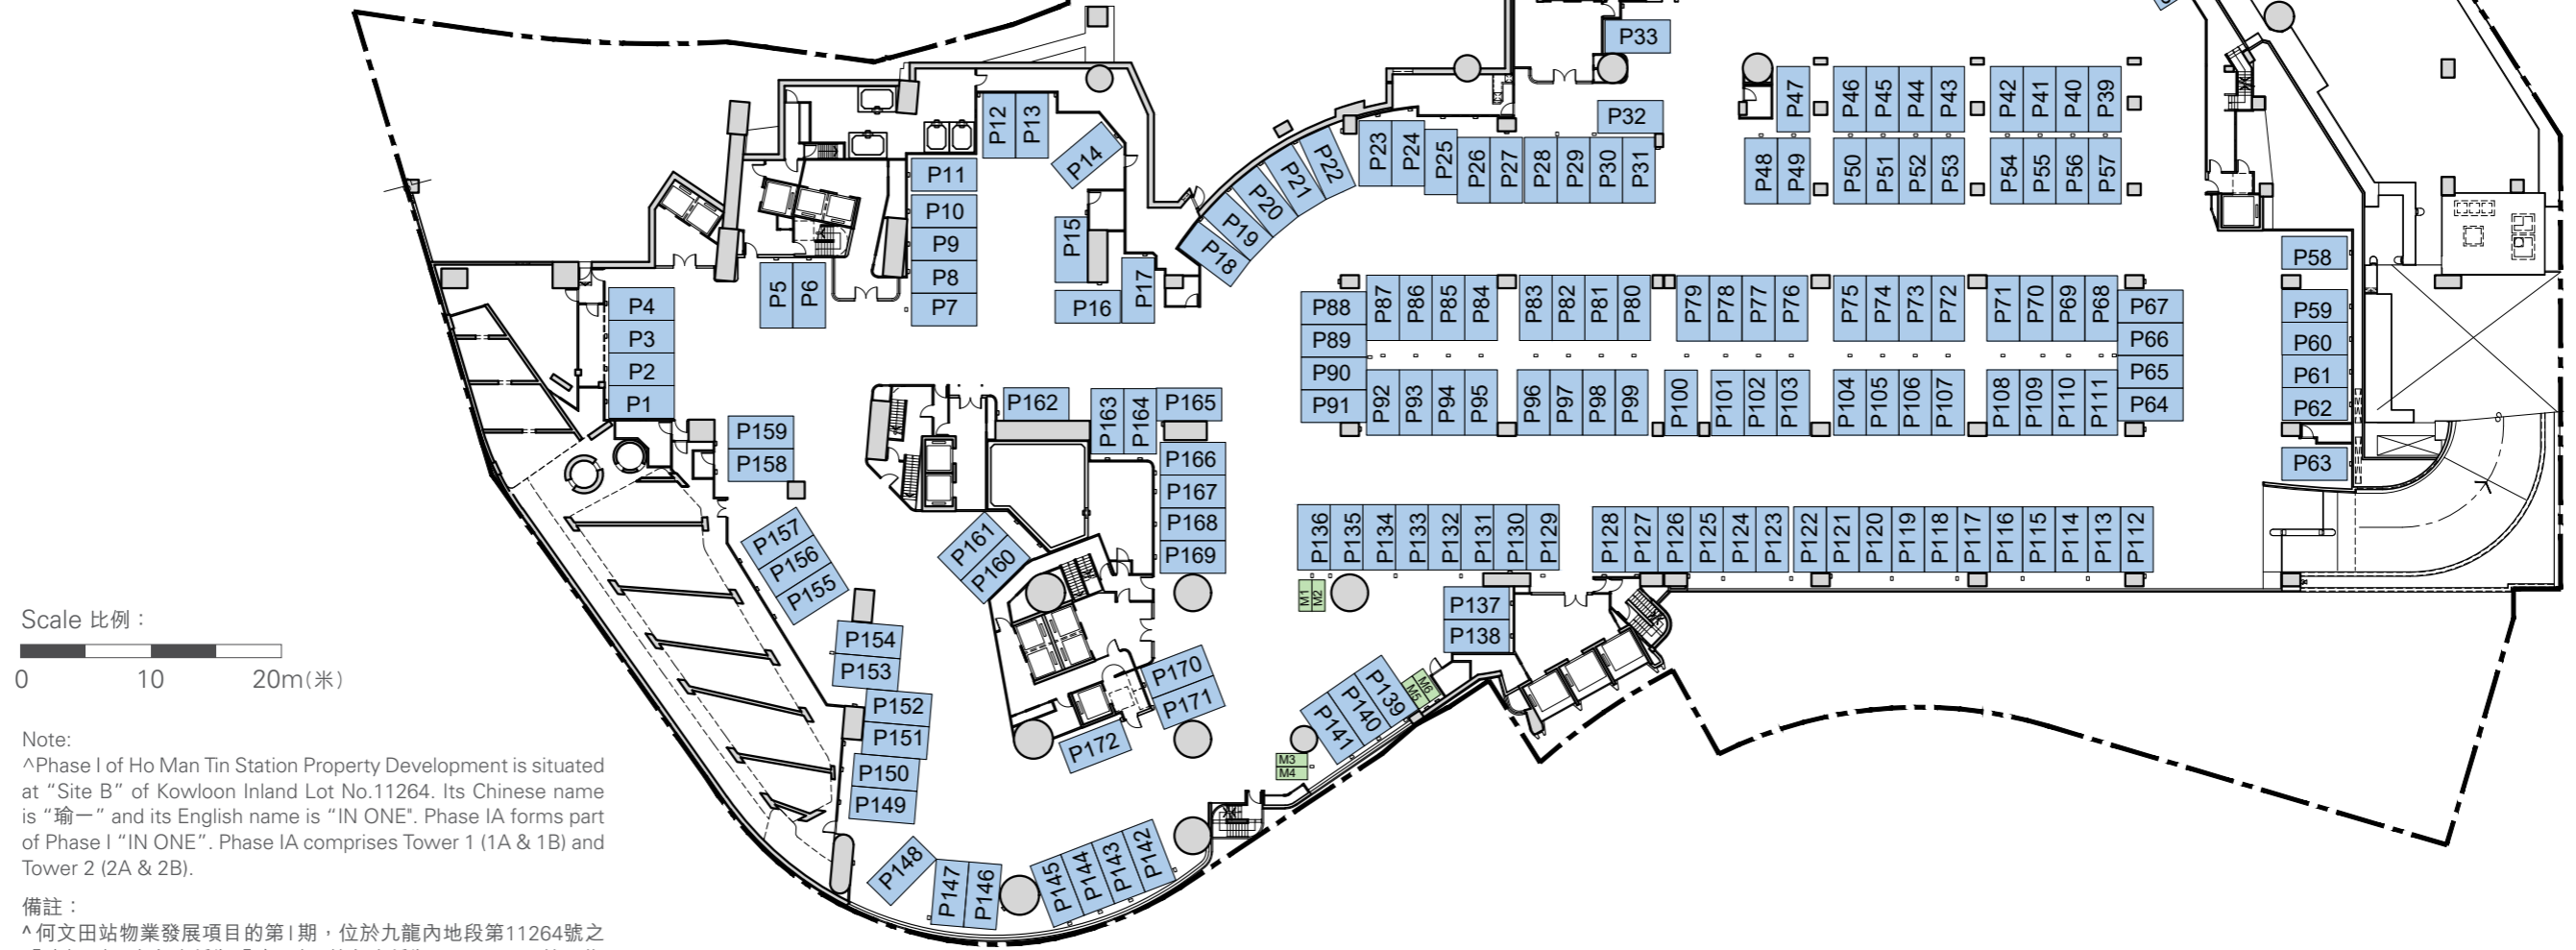 P33
P32
P47
P46
P45
P44
P43
P42
P41
P40
P39
P48
P49
P50
P51
P52
P53
P54
P55
P56
P57
P12
P13
P14
P11
P10
P9
P8
P7
P5
P6
P15
P16
P17
P18
P19
P20
P21
P22
P23
P24
P25
P26
P27
P28
P29
P30
P31
P4
P3
P2
P1
P58
P59
P60
P61
P62
P63
P88
P89
P90
P91
P87
P86
P85
P84
P83
P82
P81
P80
P79
P78
P77
P76
P75
P74
P73
P72
P71
P70
P69
P68
P67
P66
P65
P64
P92
P93
P94
P95
P96
P97
P98
P99
P100
P101
P102
P103
P104
P105
P106
P107
P108
P109
P110
P111
P159
P158
P162
P163
P164
P165
P166
P167
P168
P169
P157
P156
P155
P161
P160
P136
P135
P134
P133
P132
P131
P130
P129
P128
P127
P126
P125
P124
P123
P122
P121
P120
P119
P118
P117
P116
P115
P114
P113
P112
M1
M2
P137
P138
P154
P153
P152
P151
P150
P149
P170
P171
P172
P139
P140
P141
M6
M5
M3
M4
P148
P147
P146
P145
P144
P143
P142
Scale 比例：
0 10 20m(米)
Note:
^Phase I of Ho Man Tin Station Property Development is situated
at “Site B” of Kowloon Inland Lot No.11264. Its Chinese name
is “瑜一” and its English name is “IN ONE". Phase IA forms part
of Phase I “IN ONE”. Phase IA comprises Tower 1 (1A & 1B) and
Tower 2 (2A & 2B).
備註：
^何文田站物業發展項目的第I期，位於九龍內地段第11264號之